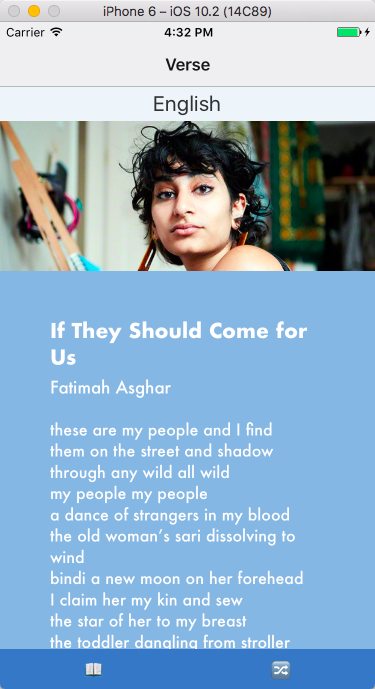 iPhone 6 – iOS 10.2 (14C89)
Carrier 4:32 PM
Verse
English
If They Should Come for
Us
Fatimah Asghar
these are my people and I find
them on the street and shadow
through any wild all wild
my people my people
a dance of strangers in my blood
the old woman’s sari dissolving to
wind
bindi a new moon on her forehead
I claim her my kin and sew
the star of her to my breast
the toddler dangling from stroller